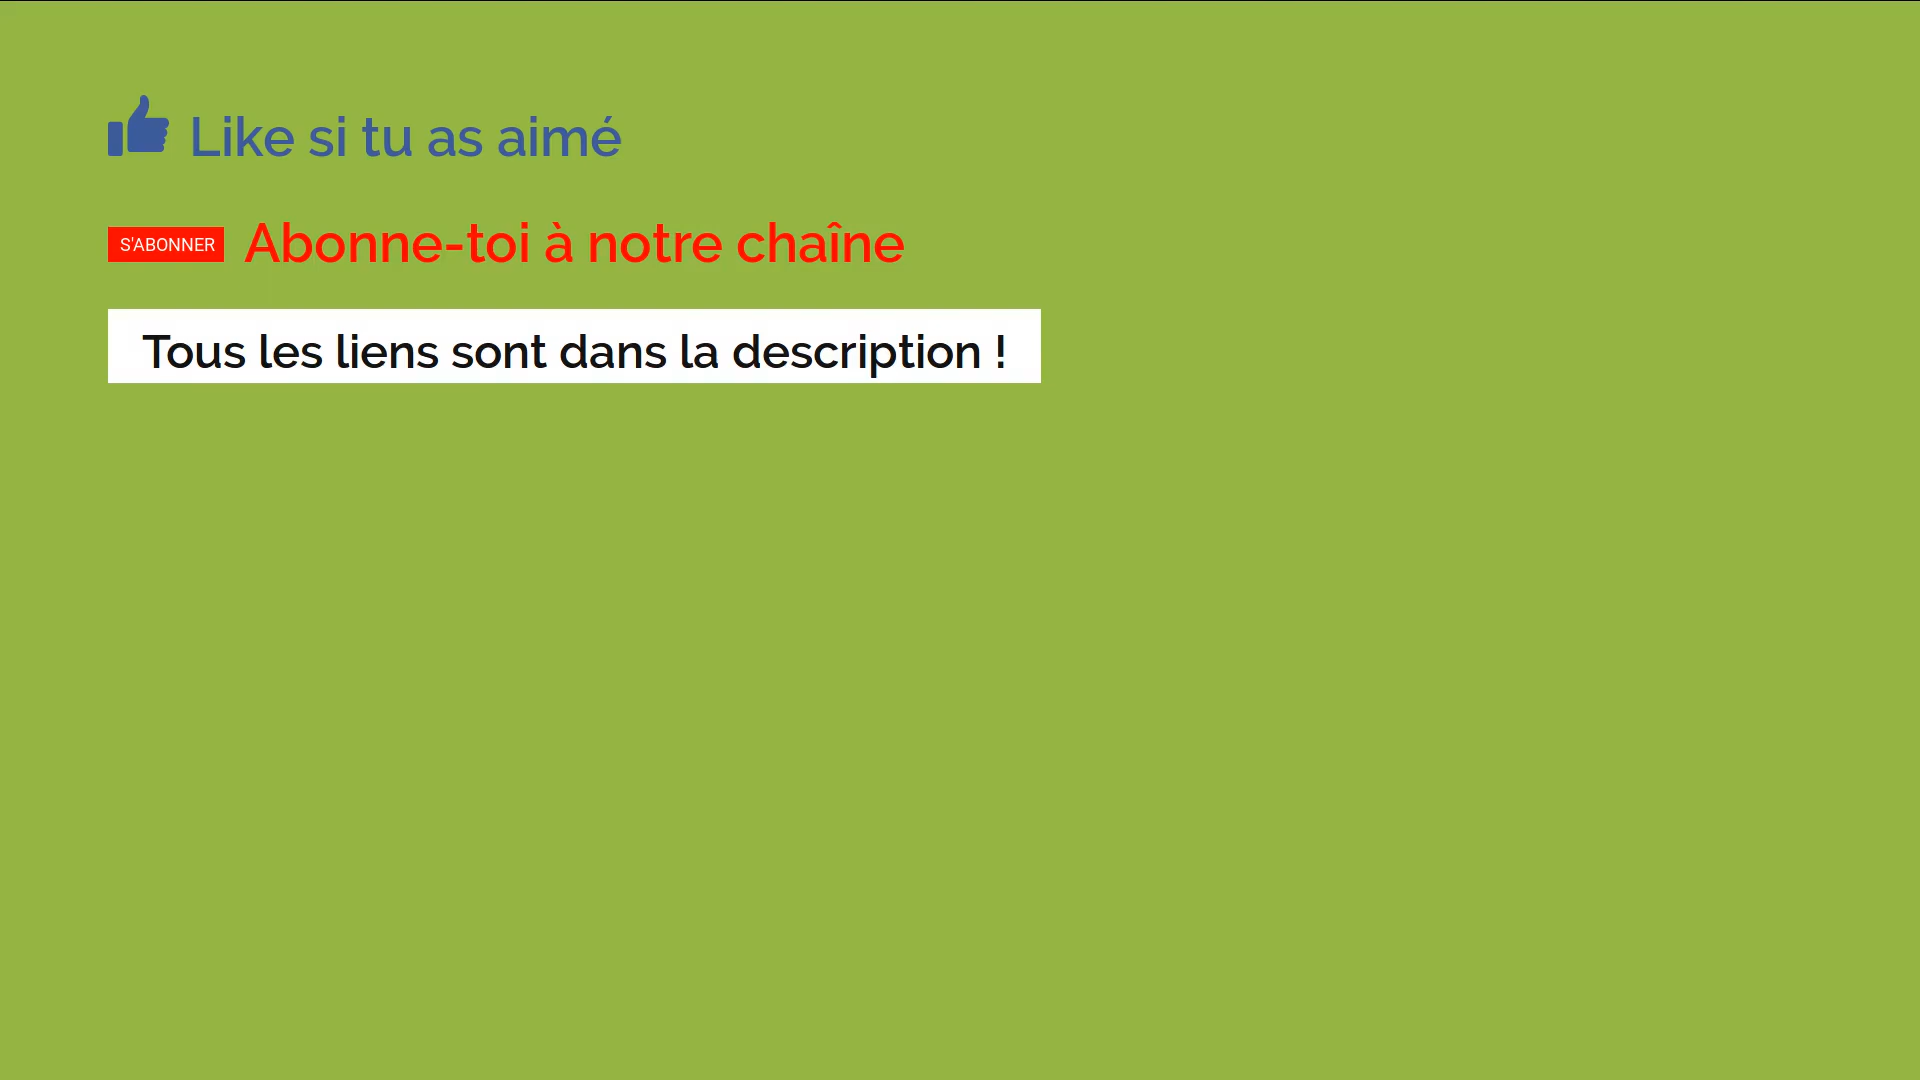 Like si tu as aimé
S'ABONNER Abonne-toi à notre chaîne
Tous les liens sont dans la description !